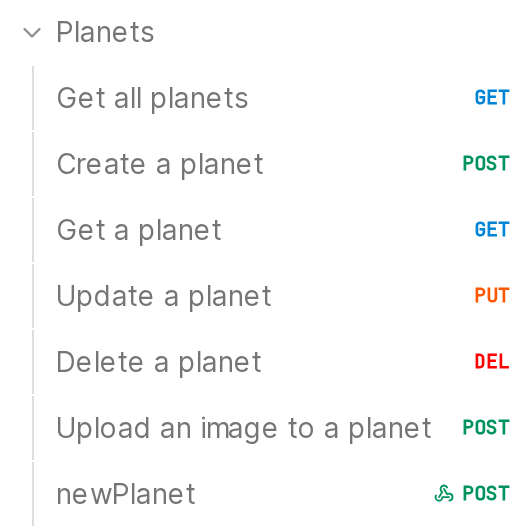 Planets
Get all planets GET
Create a planet POST
Get a planet GET
Update a planet PUT
Delete a planet DEL
Upload an image to a planet POST
newPlanet POST